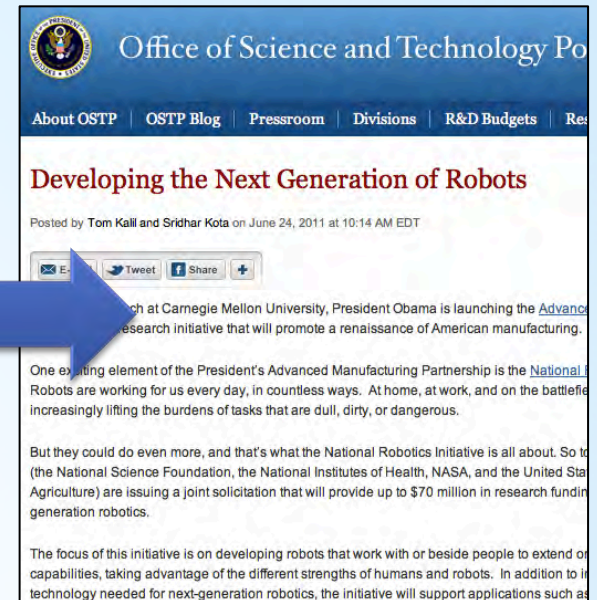 Office of Science and Technology Po
About OSTP OSTP Blog Pressroom Divisions R&D Budgets Res
Developing the Next Generation of Robots
Posted by Tom Kalil and Sridhar Kota on June 24, 2011 at 10:14 AM EDT
Tweet Share +
at Carnegie Mellon University, President Obama is launching the Advance
research initiative that will promote a renaissance of American manufacturing.
One exciting element of the President's Advanced Manufacturing Partnership is the National
Robots are working for us every day, in countless ways. At home, at work, and on the battlefie
increasingly lifting the burdens of tasks that are dull, dirty, or dangerous.
But they could do even more, and that's what the National Robotics Initiative is all about. So to
(the National Science Foundation, the National Institutes of Health, NASA, and the United Stat
Agriculture) are issuing a joint solicitation that will provide up to $70 million in research fundin
generation robotics.
The focus of this initiative is on developing robots that work with or beside people to extend or
capabilities, taking advantage of the different strengths of humans and robots. In addition to in
technology needed for next-generation robotics, the initiative will support applications such as